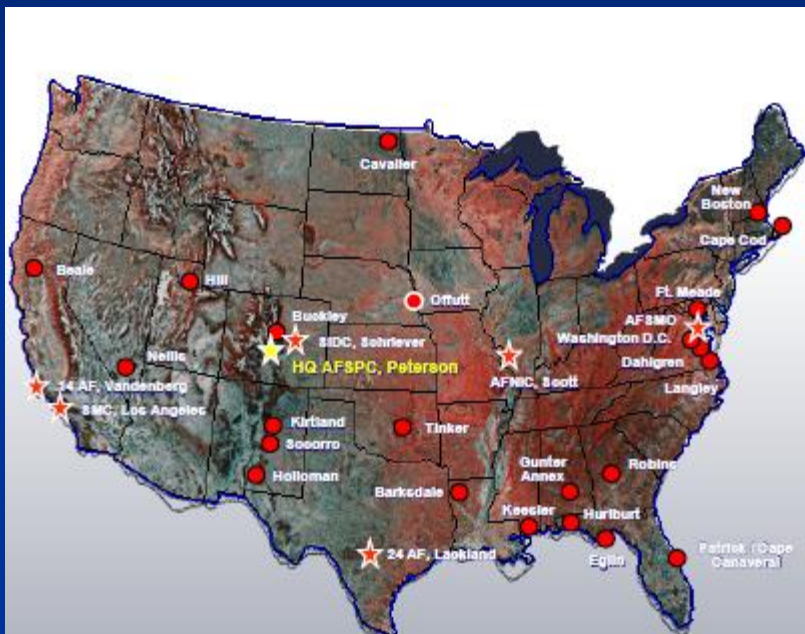 Cavalier
New
Boston
Cape Cod
Beale
Hill
Offutt
Ft. Meade
Buckley
AFSMO
SIDC, Schriever
Washington D.C.
HQ AFSPC, Peterson
Nellis
Dahlgren
AFNIC, Scott
14 AF, Vandenberg
Langley
SMC, Los Angeles
Kirtland
Tinker
Socorro
Holloman
Gunter
Annex
Robins
Barksdale
Keesler
Hurlburt
Eglin
Patrick / Cape
Canaveral
24 AF, Lackland